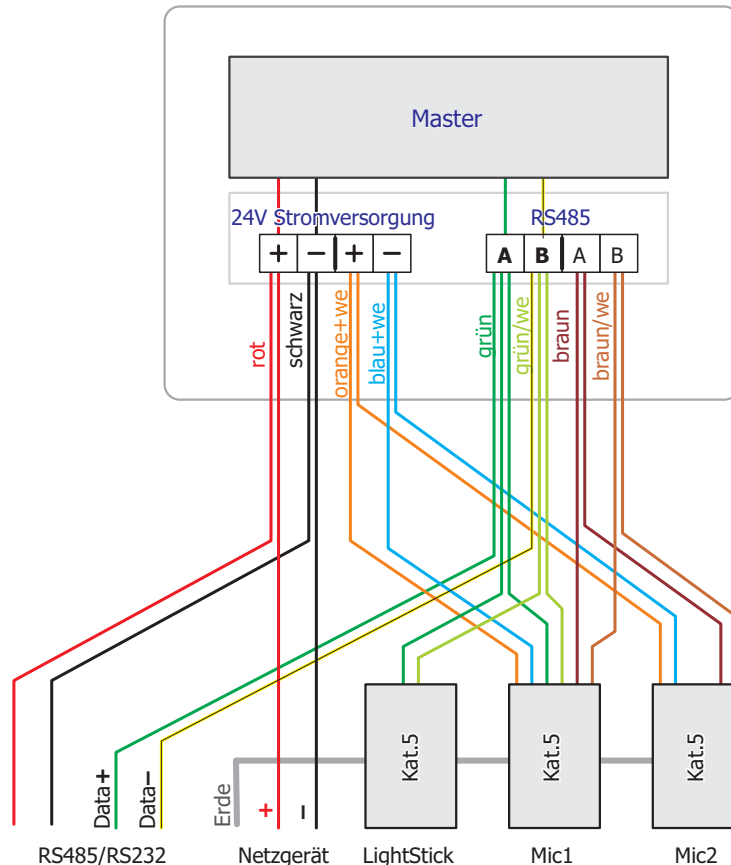 Master
24V Stromversorgung
RS485
+ − + −
A B A B
rot
schwarz
orange+we
blau+we
grün
grün/we
braun
braun/we
Kat.5
Kat.5
Kat.5
Data+
Data−
Erde
+
−
RS485/RS232
Netzgerät
LightStick
Mic1
Mic2